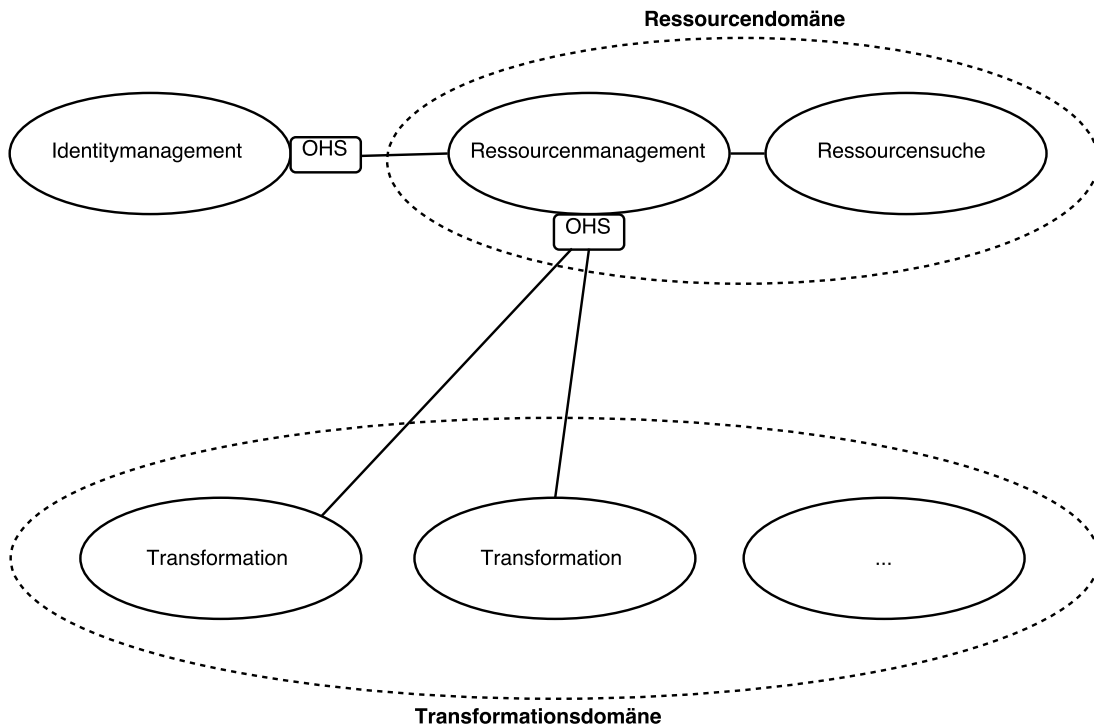 Ressourcendomäne
Identitymanagement
OHS
Ressourcenmanagement
Ressourcensuche
OHS
Transformation
Transformation
...
Transformationsdomäne